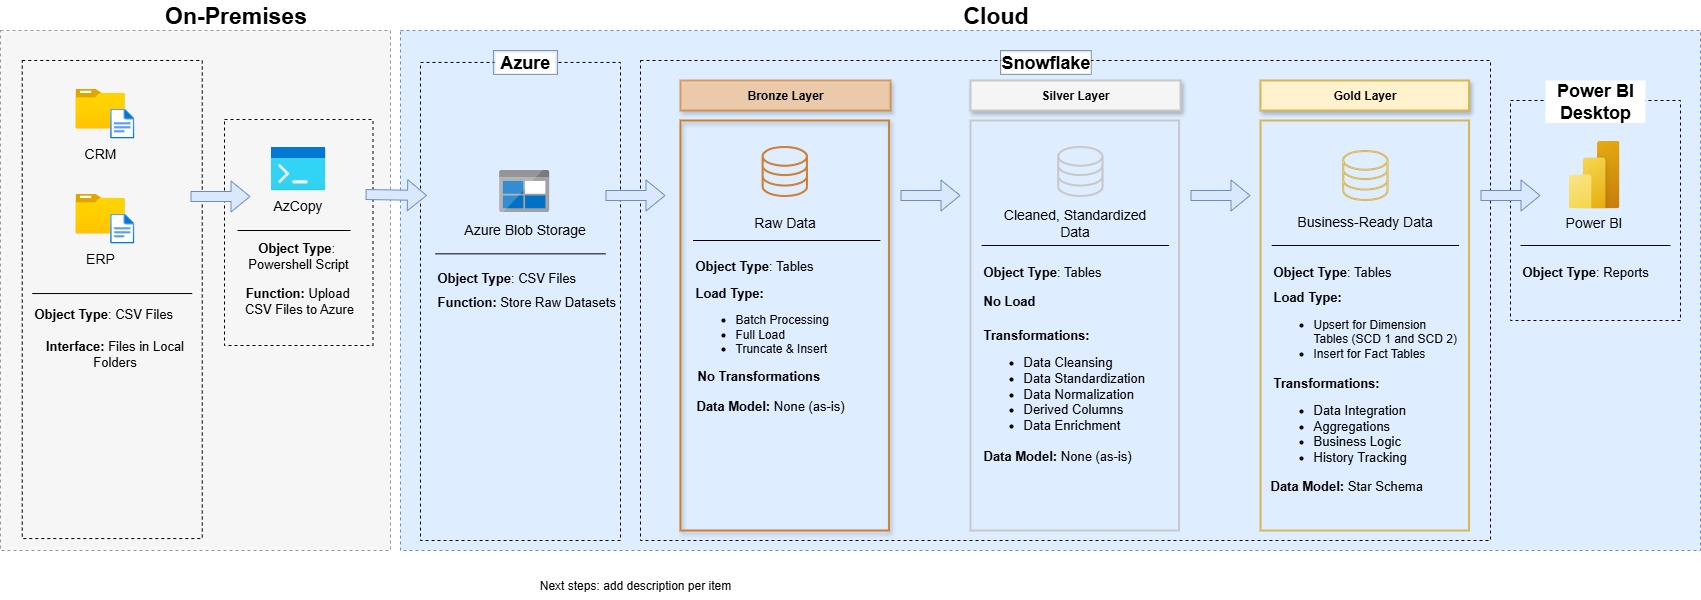 On-Premises
Cloud
CRM
ERP
Object Type: CSV Files
Interface: Files in Local
Folders
AzCopy
Object Type:
Powershell Script
Function: Upload
CSV Files to Azure
Azure
Azure Blob Storage
Object Type: CSV Files
Function: Store Raw Datasets
Snowflake
Bronze Layer
Raw Data
Object Type: Tables
Load Type:
• Batch Processing
• Full Load
• Truncate & Insert
No Transformations
Data Model: None (as-is)
Silver Layer
Cleaned, Standardized
Data
Object Type: Tables
No Load
Transformations:
• Data Cleansing
• Data Standardization
• Data Normalization
• Derived Columns
• Data Enrichment
Data Model: None (as-is)
Gold Layer
Business-Ready Data
Object Type: Tables
Load Type:
• Upsert for Dimension
Tables (SCD 1 and SCD 2)
• Insert for Fact Tables
Transformations:
• Data Integration
• Aggregations
• Business Logic
• History Tracking
Data Model: Star Schema
Power BI
Desktop
Power BI
Object Type: Reports
Next steps: add description per item